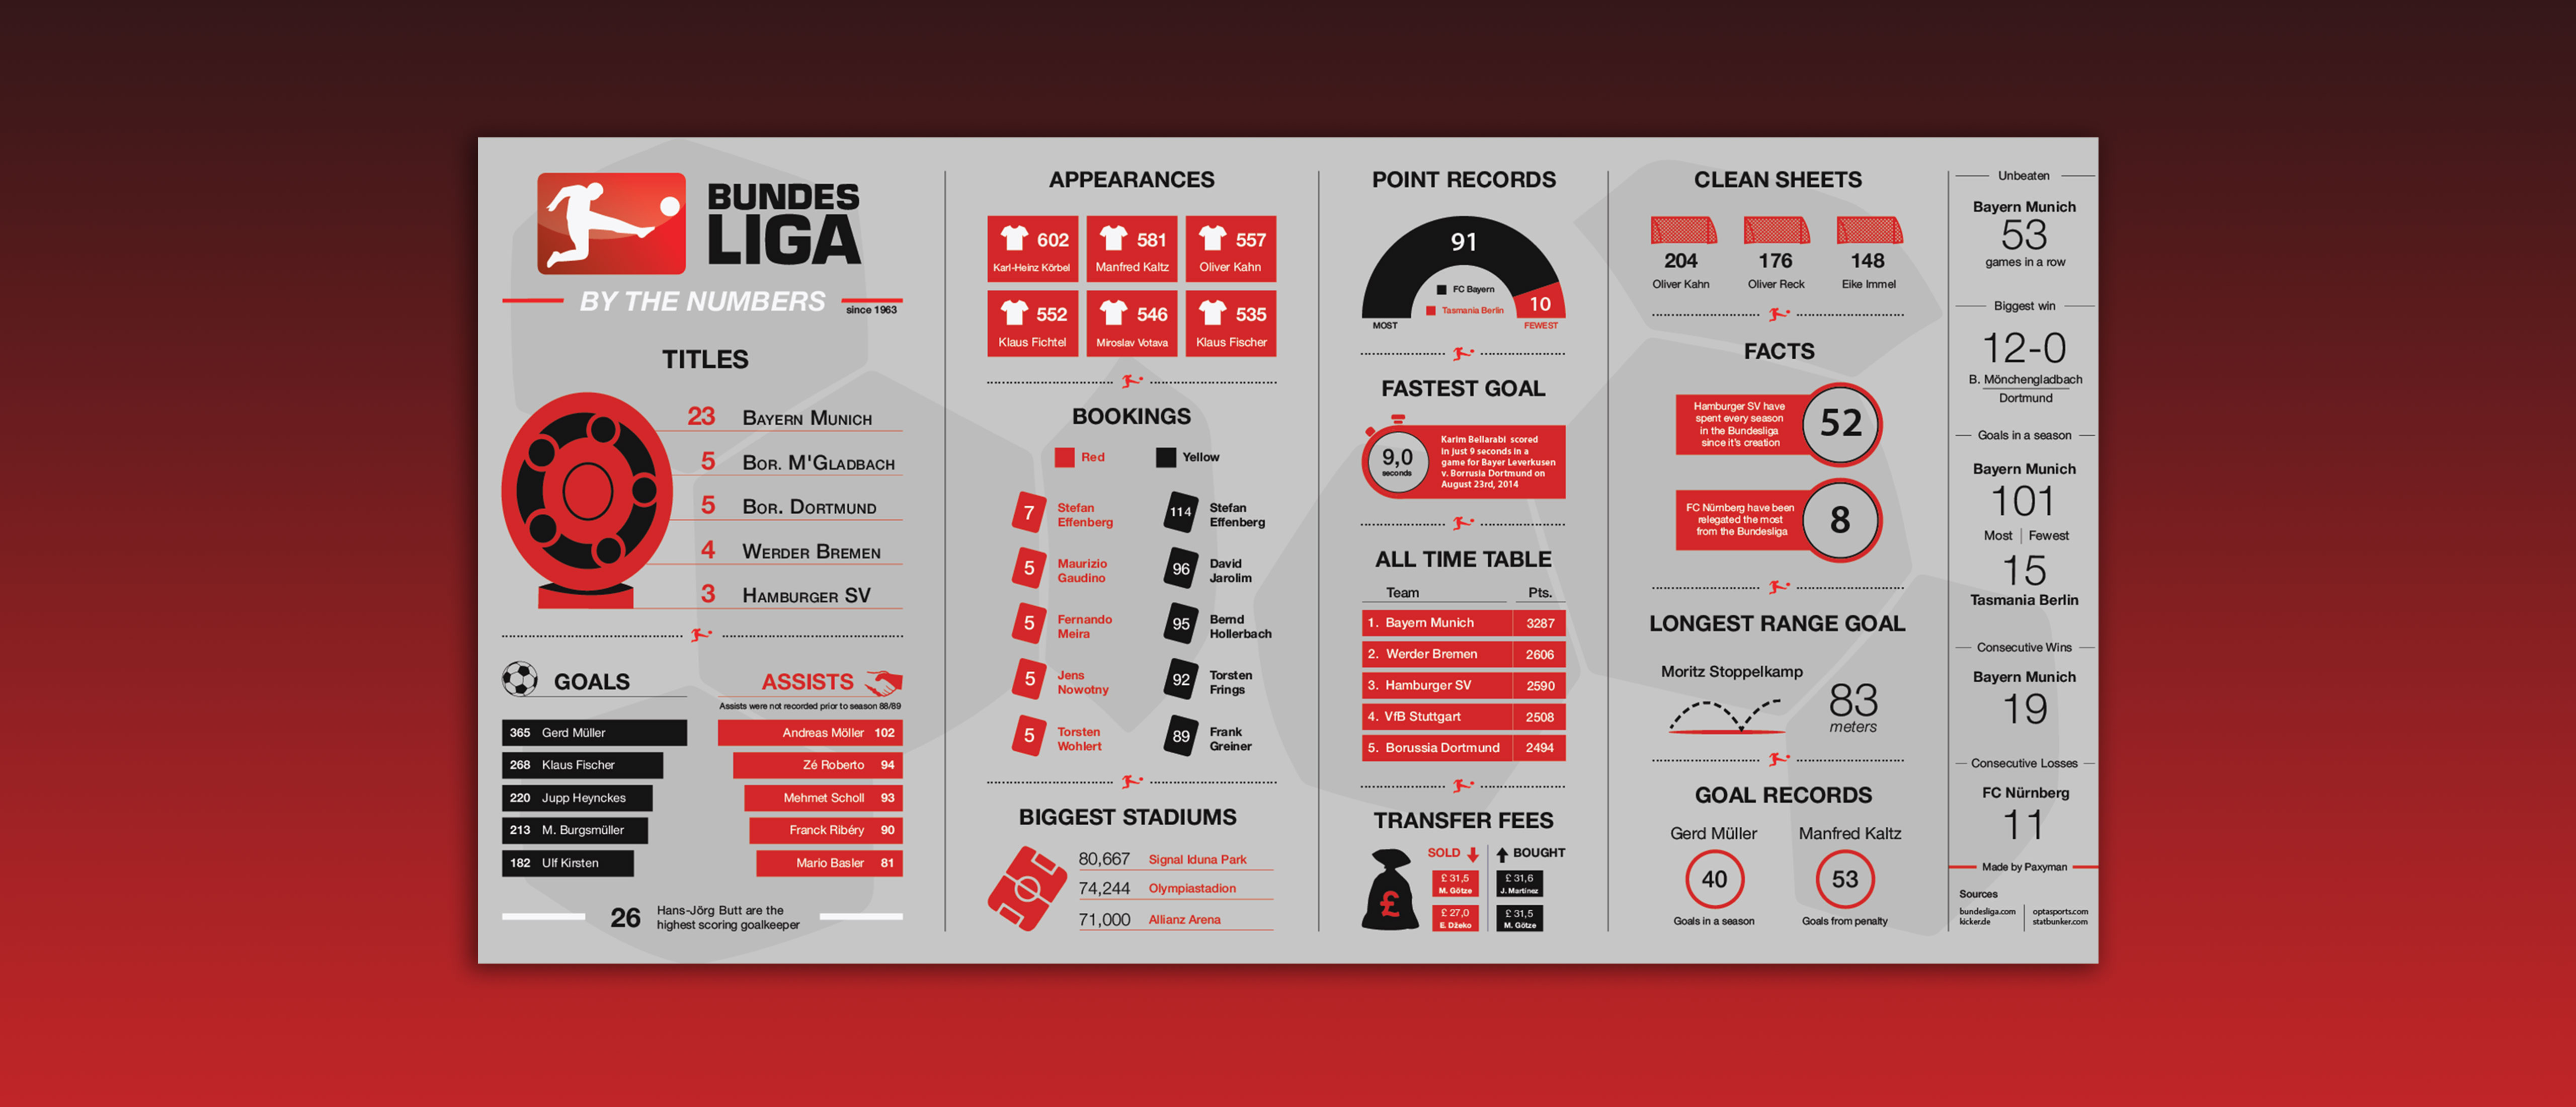 BUNDES
LIGA
BY THE NUMBERS
since 1963
TITLES
23 BAYERN MUNICH
5 BOR. M'GLADBACH
5 BOR. DORTMUND
4 WERDER BREMEN
3 HAMBURGER SV
GOALS
365 Gerd Müller
268 Klaus Fischer
220 Jupp Heynckes
213 M. Burgsmüller
182 Ulf Kirsten
ASSISTS
Assists were not recorded prior to season 88/89
Andreas Möller 102
Zé Roberto 94
Mehmet Scholl 93
Franck Ribéry 90
Mario Basler 81
26 Hans-Jörg Butt are the
highest scoring goalkeeper
APPEARANCES
602
Karl-Heinz Körbel
581
Manfred Kaltz
557
Oliver Kahn
552
Klaus Fichtel
546
Miroslav Votava
535
Klaus Fischer
BOOKINGS
Red
Yellow
7 Stefan
Effenberg
5 Maurizio
Gaudino
5 Fernando
Meira
5 Jens
Nowotny
5 Torsten
Wohlert
114 Stefan
Effenberg
96 David
Jarolim
95 Bernd
Hollerbach
92 Torsten
Frings
89 Frank
Greiner
BIGGEST STADIUMS
80,667 Signal Iduna Park
74,244 Olympiastadion
71,000 Allianz Arena
POINT RECORDS
91
FC Bayern
Tasmania Berlin
10
MOST
FEWEST
FASTEST GOAL
9,0
seconds
Karim Bellarabi scored
in just 9 seconds in a
game for Bayer Leverkusen
v. Borrusia Dortmund on
August 23rd, 2014
ALL TIME TABLE
Team Pts.
1. Bayern Munich 3287
2. Werder Bremen 2606
3. Hamburger SV 2590
4. VfB Stuttgart 2508
5. Borussia Dortmund 2494
TRANSFER FEES
£
SOLD
£ 31,5
M. Götze
£ 27,0
E. Džeko
BOUGHT
£ 31,6
J. Martínez
£ 31,5
M. Götze
CLEAN SHEETS
204
Oliver Kahn
176
Oliver Reck
148
Eike Immel
FACTS
Hamburger SV have
spent every season
in the Bundesliga
since it's creation
52
FC Nürnberg have been
relegated the most
from the Bundesliga
8
LONGEST RANGE GOAL
Moritz Stoppelkamp
83
meters
GOAL RECORDS
Gerd Müller
40
Goals in a season
Manfred Kaltz
53
Goals from penalty
Unbeaten
Bayern Munich
53
games in a row
Biggest win
12-0
B. Mönchengladbach
Dortmund
Goals in a season
Bayern Munich
101
Most | Fewest
15
Tasmania Berlin
Consecutive Wins
Bayern Munich
19
Consecutive Losses
FC Nürnberg
11
Made by Paxyman
Sources
bundesliga.com
kicker.de
optasports.com
statbunker.com